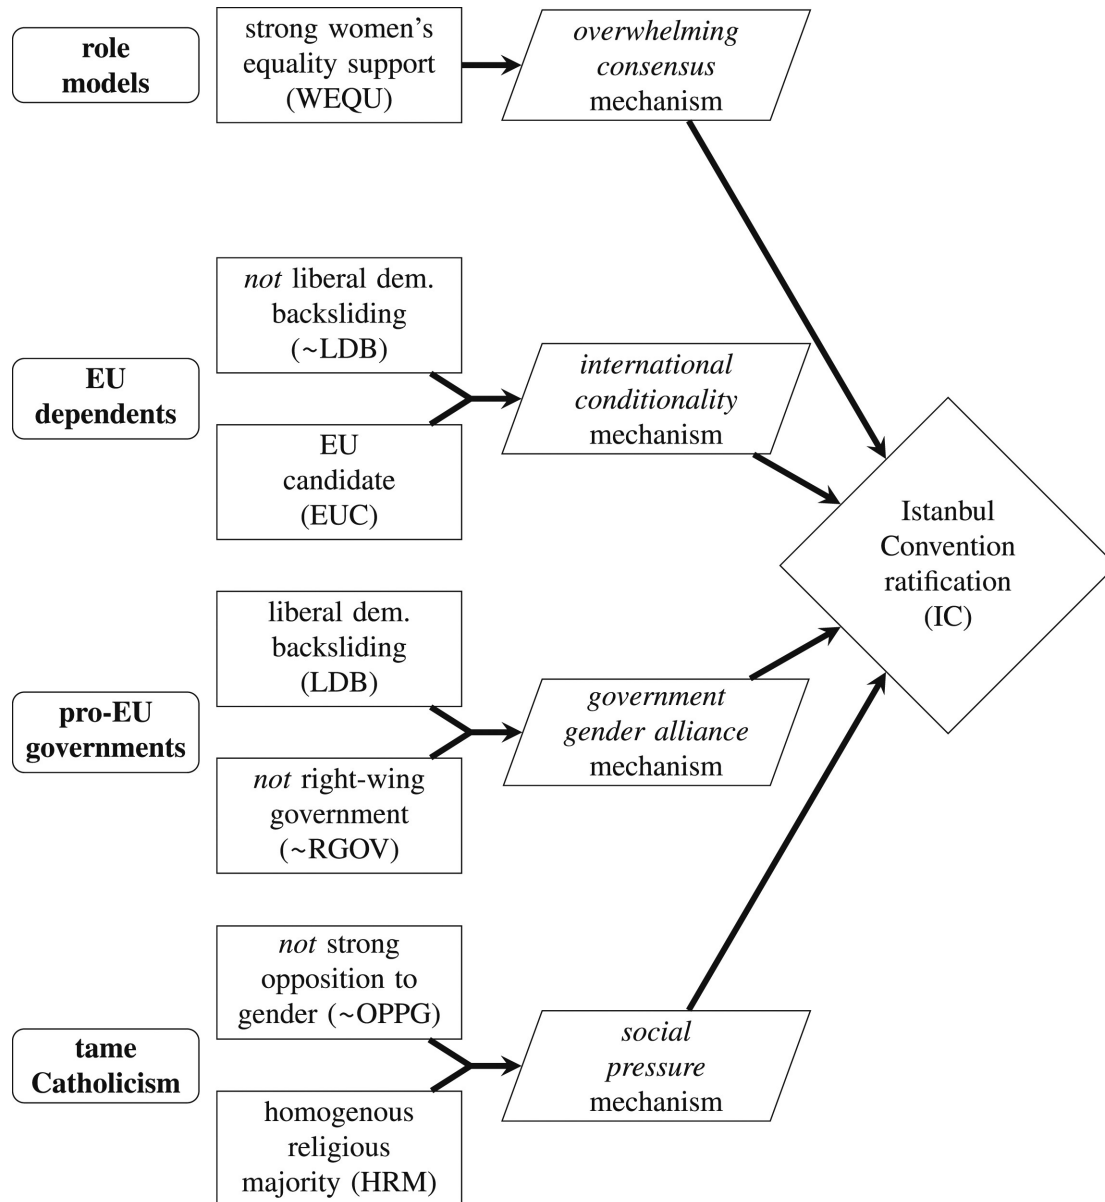 role
models
strong women’s
equality support
(WEQU)
overwhelming
consensus
mechanism
EU
dependents
not liberal dem.
backsliding
(~LDB)
EU
candidate
(EUC)
international
conditionality
mechanism
Istanbul
Convention
ratification
(IC)
pro-EU
governments
liberal dem.
backsliding
(LDB)
not right-wing
government
(~RGOV)
government
gender alliance
mechanism
tame
Catholicism
not strong
opposition to
gender (~OPPG)
homogenous
religious
majority (HRM)
social
pressure
mechanism